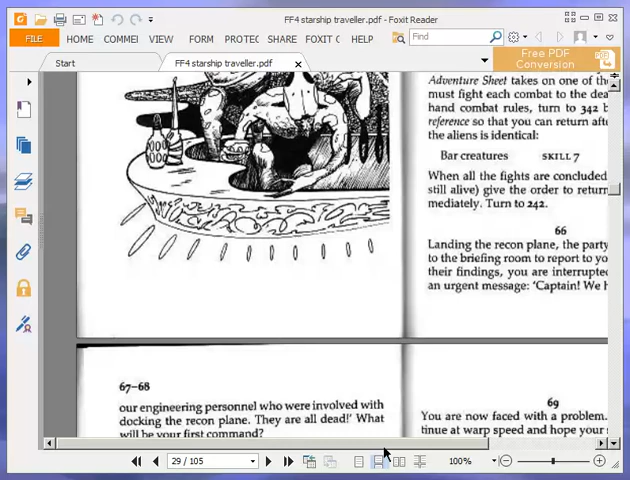 FF4 starship traveller.pdf - Foxit Reader
FILE HOME COMMEI VIEW FORM PROTEC SHARE FOXIT C HELP Find
Start FF4 starship traveller.pdf Free PDF
Conversion
Adventure Sheet takes on one of the
must fight each combat to the dea
hand combat rules, turn to 342 b
reference so that you can return afte
the aliens is identical:
Bar creatures SKILL 7
When all the fights are concluded
still alive) give the order to return
mediately. Turn to 242.
66
Landing the recon plane, the party
to the briefing room to report to yo
their findings, you are interrupted
an urgent message: 'Captain! We h
67–68
our engineering personnel who were involved with
docking the recon plane. They are all dead!' What
will be your first command?
69
You are now faced with a problem.
tinue at warp speed and hope your s
29 / 105 100%